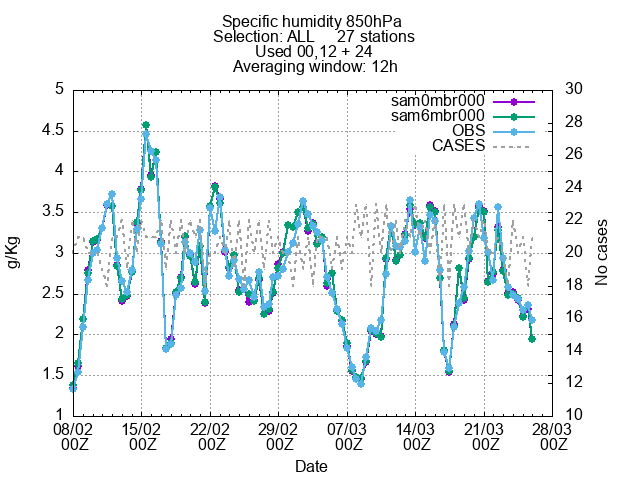 Specific humidity 850hPa
Selection: ALL 27 stations
Used 00,12 + 24
Averaging window: 12h
sam0mbr000
sam6mbr000
OBS
CASES
g/Kg
5
4.5
4
3.5
3
2.5
2
1.5
1
30
28
26
24
22
20
18
16
14
12
10
No cases
08/02 15/02 22/02 29/02 07/03 14/03 21/03 28/03
00Z 00Z 00Z 00Z 00Z 00Z 00Z 00Z
Date